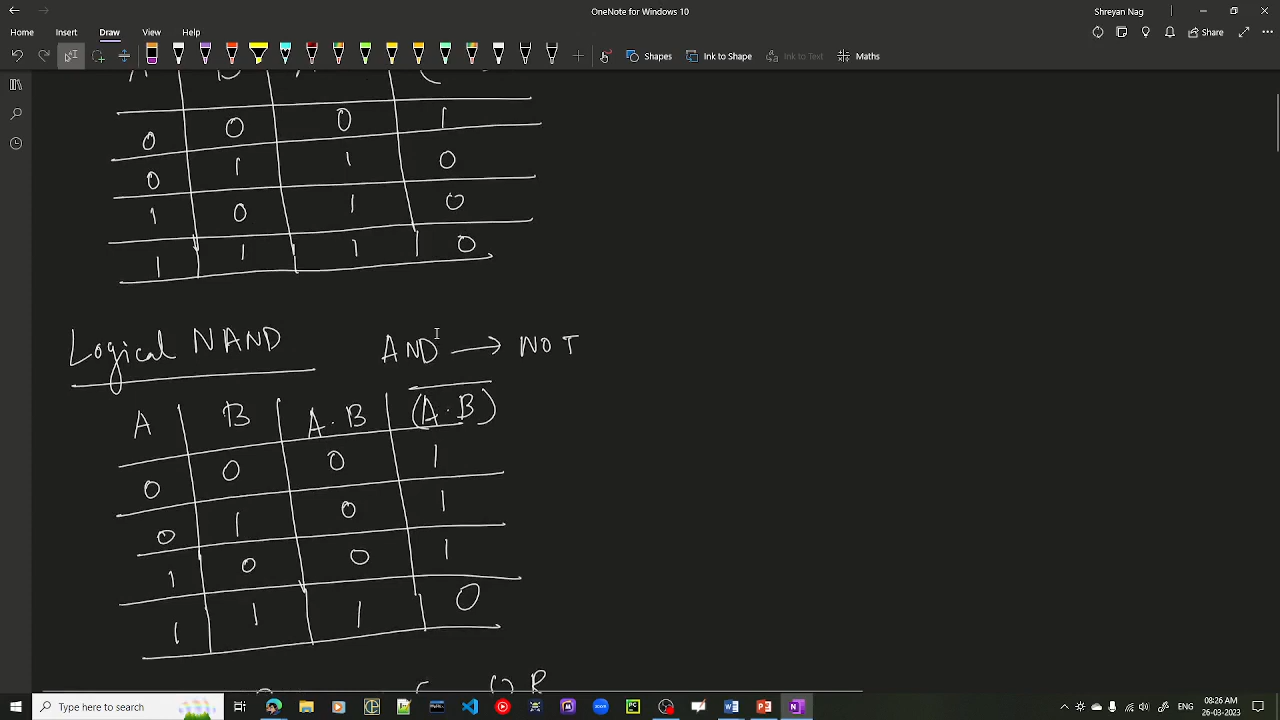 OneNote for Windows 10
Shreyan Nag
Home Insert Draw View Help
Share
Shapes Ink to Shape Ink to Text Maths
0 0 0 1
0 1 1 0
1 0 1 0
1 1 1 0
Logical NAND AND → NOT
A B A.B (A.B)
0 0 0 1
0 1 0 1
1 0 0 1
1 1 1 0
Type here to search
08:26 AM
26-03-2023